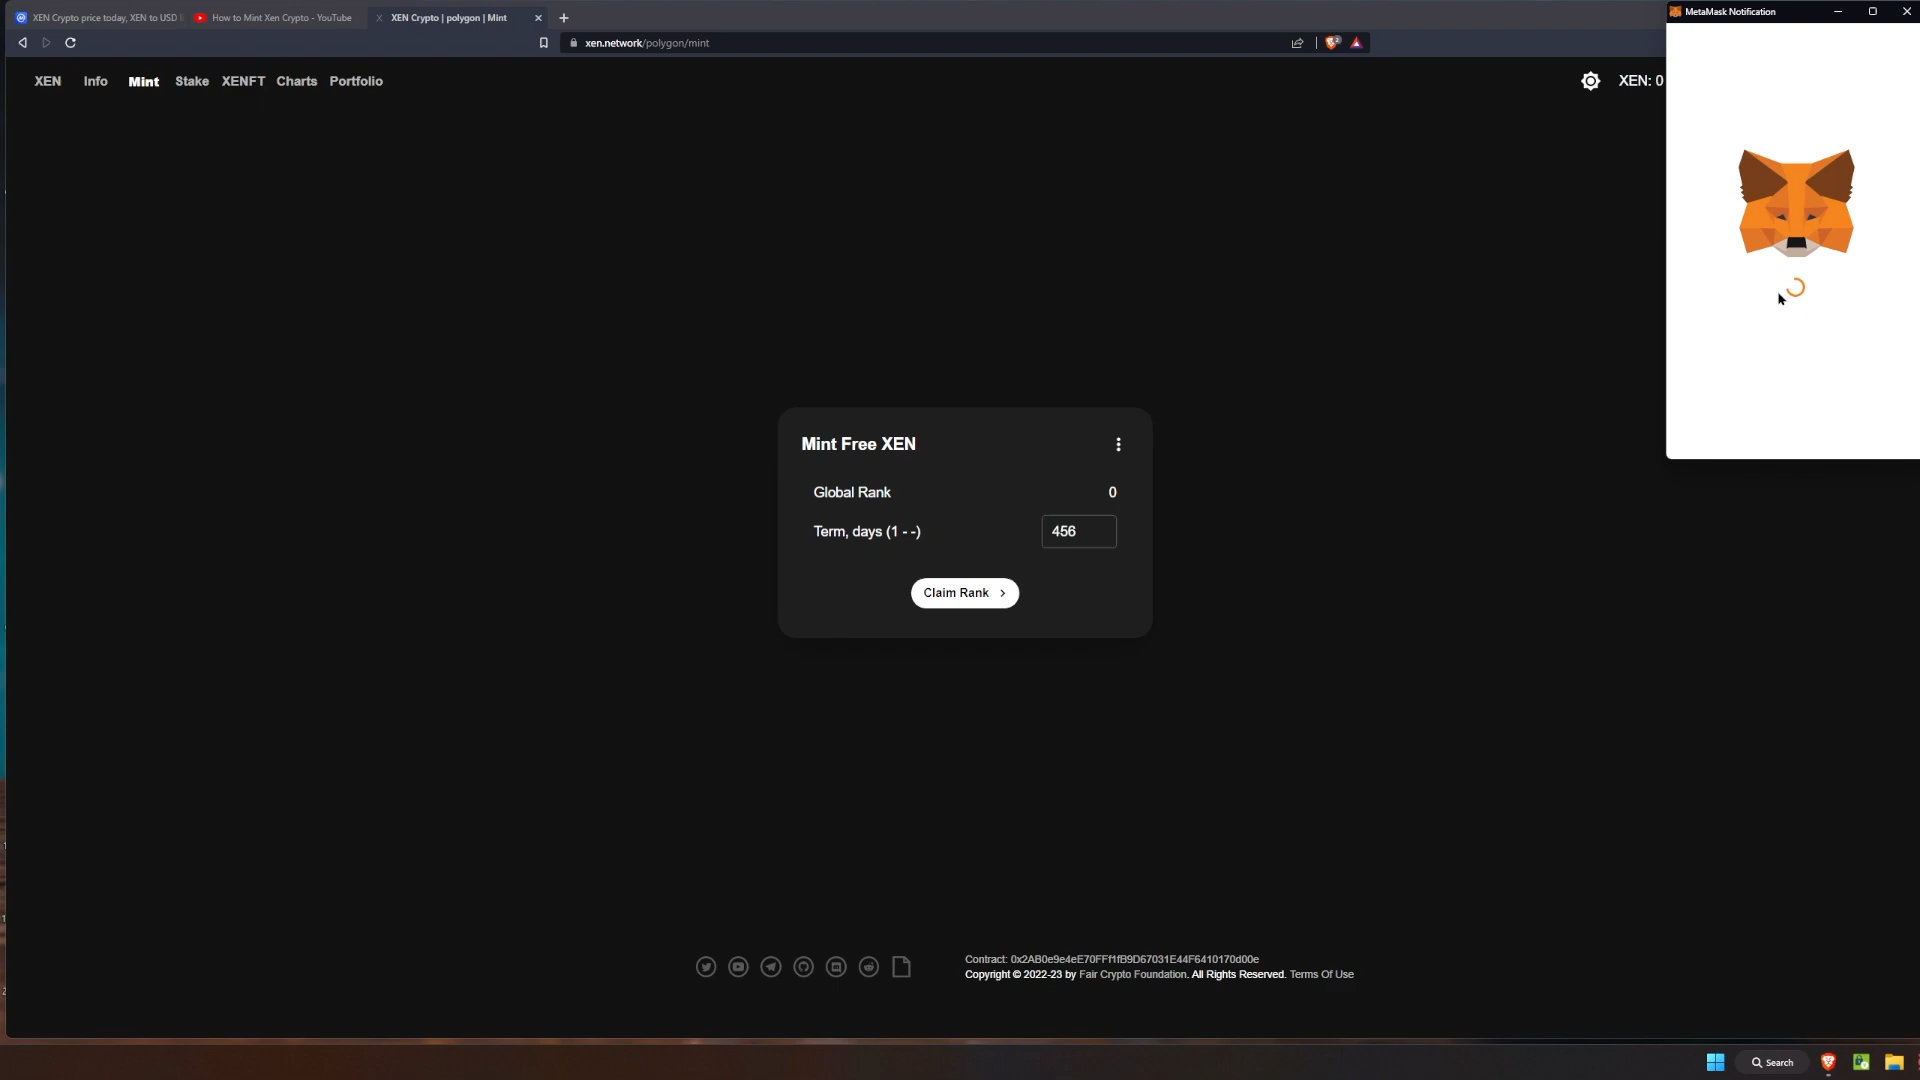 XEN Crypto price today, XEN to USD
How to Mint Xen Crypto - YouTube
XEN Crypto | polygon | Mint
MetaMask Notification
xen.network/polygon/mint
2
XEN
Info
Mint
Stake
XENFT
Charts
Portfolio
XEN: 0
Mint Free XEN
Global Rank
0
Term, days (1 - -)
456
Claim Rank
Contract: 0x2AB0e9e4eE70FFf1fB9D67031E44F6410170d00e
Copyright © 2022-23 by Fair Crypto Foundation. All Rights Reserved. Terms Of Use
Search